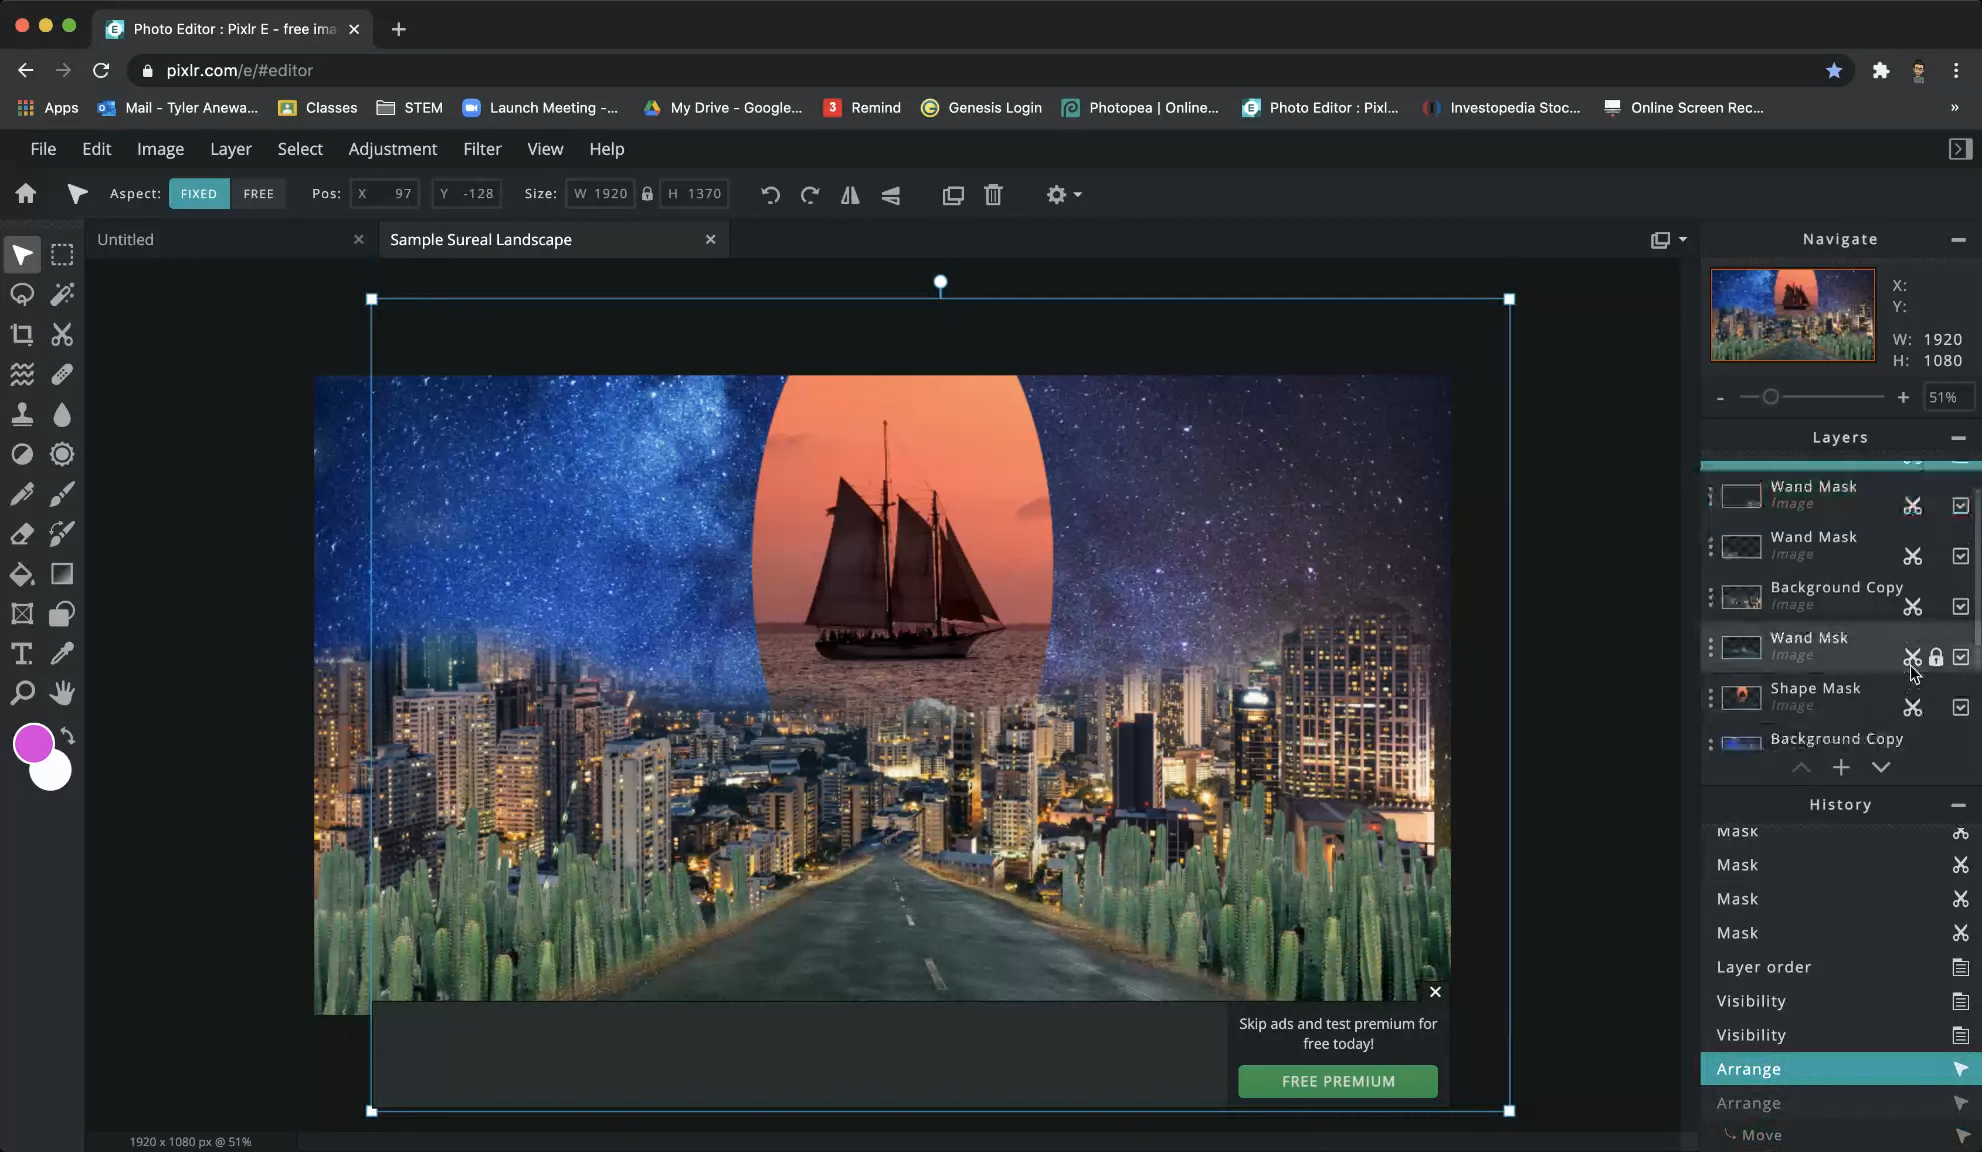 Photo Editor : Pixlr E - free ima
pixlr.com/e/#editor
Apps
Mail - Tyler Anewa...
Classes
STEM
Launch Meeting -...
My Drive - Google...
3 Remind
Genesis Login
Photopea | Online...
Photo Editor : Pixl...
Investopedia Stoc...
Online Screen Rec...
»
File Edit Image Layer Select Adjustment Filter View Help
Aspect: FIXED FREE Pos: X 97 Y -128 Size: W 1920 H 1370
Untitled
Sample Sureal Landscape
Navigate
X:
Y:
W: 1920
H: 1080
- + 51%
Layers
Wand Mask
Image
Wand Mask
Image
Background Copy
Image
Wand Msk
Image
Shape Mask
Image
Background Copy
History
Mask
Mask
Mask
Mask
Layer order
Visibility
Visibility
Arrange
Arrange
Move
Skip ads and test premium for
free today!
FREE PREMIUM
1920 x 1080 px @ 51%